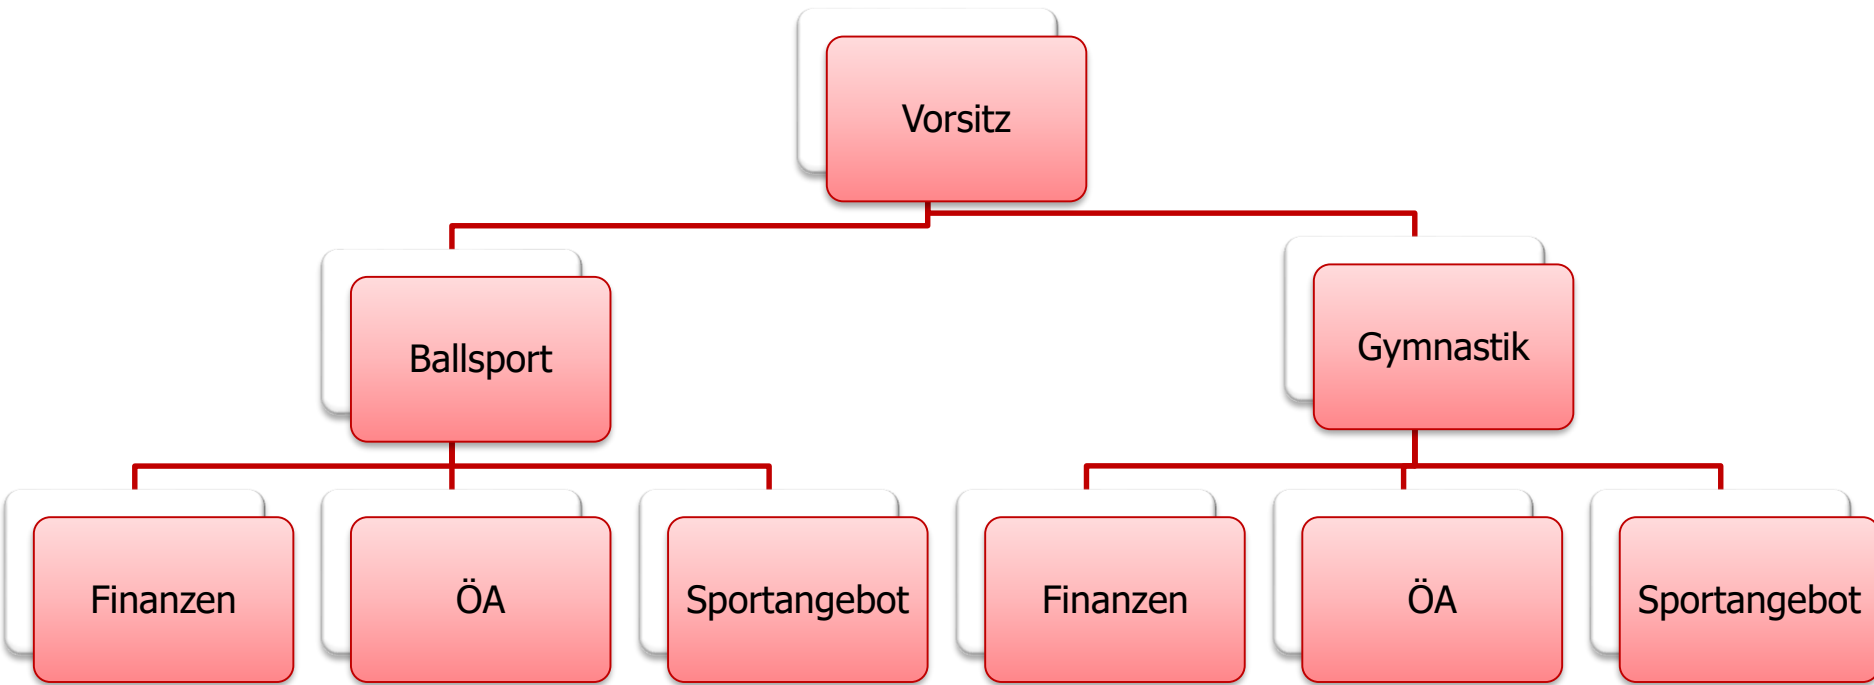 Vorsitz
Ballsport
Gymnastik
Finanzen
ÖA
Sportangebot
Finanzen
ÖA
Sportangebot